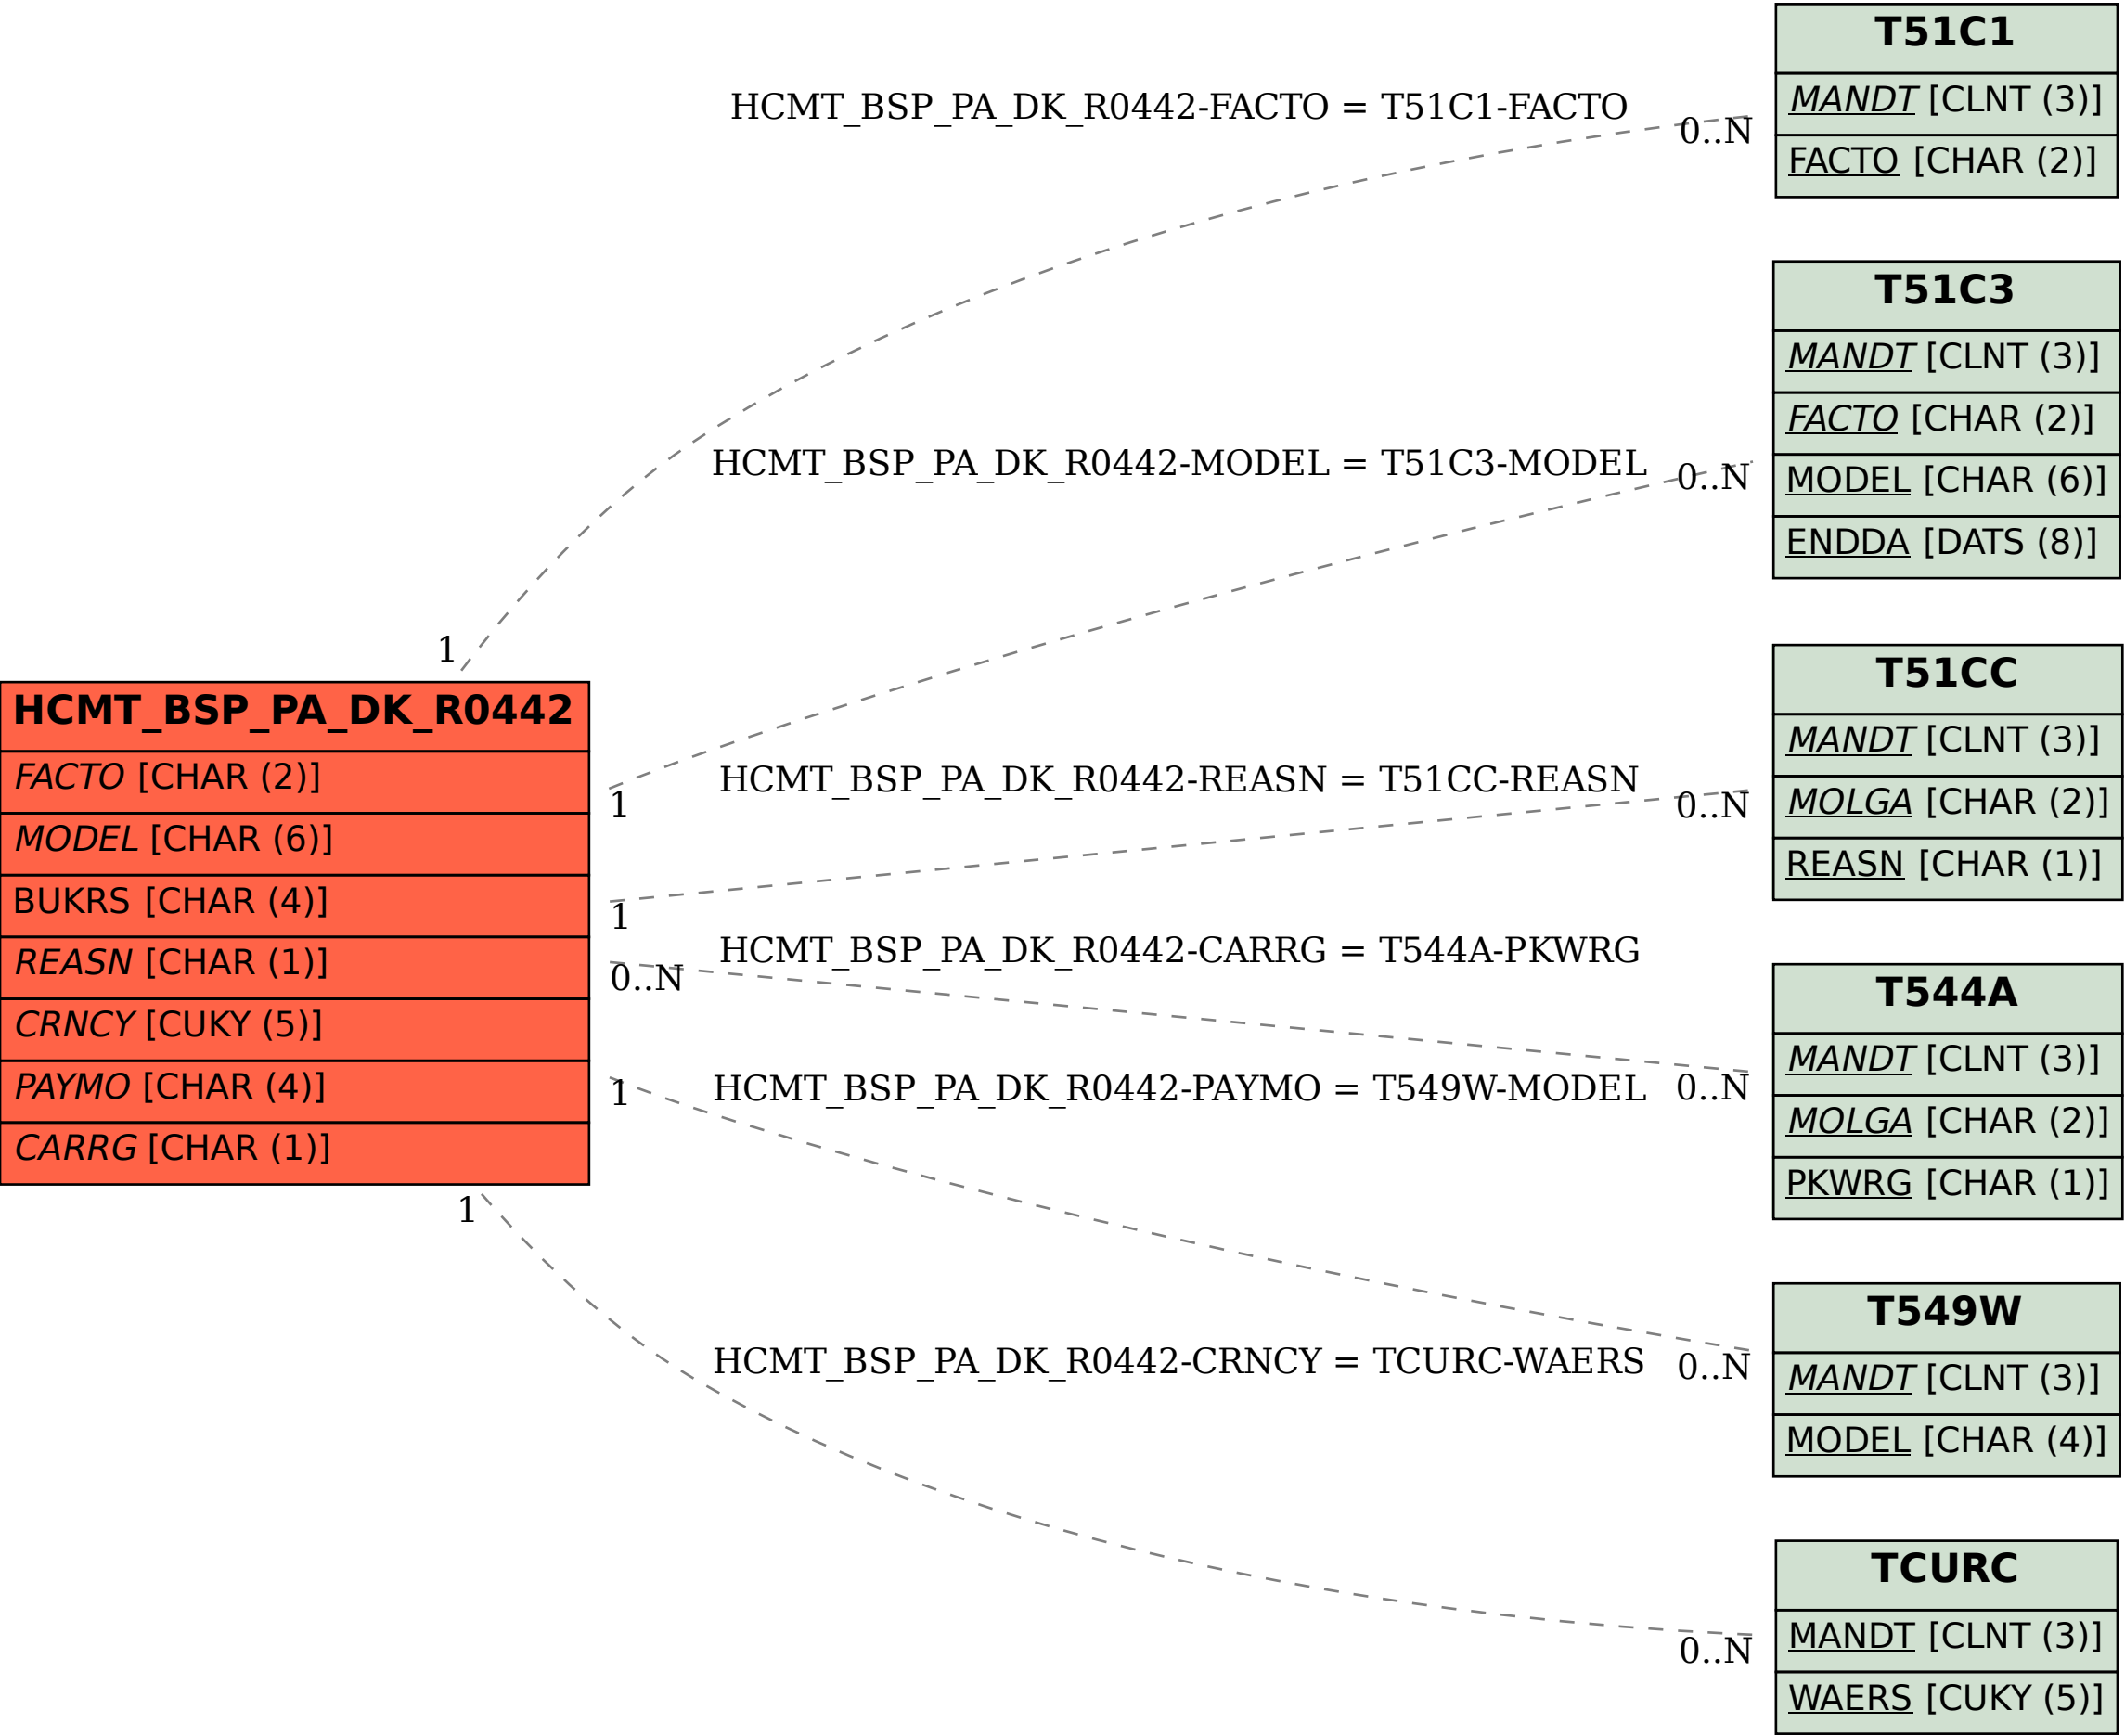 T51C1
MANDT [CLNT (3)]
FACTO [CHAR (2)]
HCMT_BSP_PA_DK_R0442-FACTO = T51C1-FACTO
0..N
1
T51C3
MANDT [CLNT (3)]
FACTO [CHAR (2)]
MODEL [CHAR (6)]
ENDDA [DATS (8)]
HCMT_BSP_PA_DK_R0442-MODEL = T51C3-MODEL
0..N
1
HCMT_BSP_PA_DK_R0442
FACTO [CHAR (2)]
MODEL [CHAR (6)]
BUKRS [CHAR (4)]
REASN [CHAR (1)]
CRNCY [CUKY (5)]
PAYMO [CHAR (4)]
CARRG [CHAR (1)]
T51CC
MANDT [CLNT (3)]
MOLGA [CHAR (2)]
REASN [CHAR (1)]
HCMT_BSP_PA_DK_R0442-REASN = T51CC-REASN
0..N
1
HCMT_BSP_PA_DK_R0442-CARRG = T544A-PKWRG
0..N
0..N
T544A
MANDT [CLNT (3)]
MOLGA [CHAR (2)]
PKWRG [CHAR (1)]
HCMT_BSP_PA_DK_R0442-PAYMO = T549W-MODEL
1
0..N
T549W
MANDT [CLNT (3)]
MODEL [CHAR (4)]
HCMT_BSP_PA_DK_R0442-CRNCY = TCURC-WAERS
1
0..N
TCURC
MANDT [CLNT (3)]
WAERS [CUKY (5)]